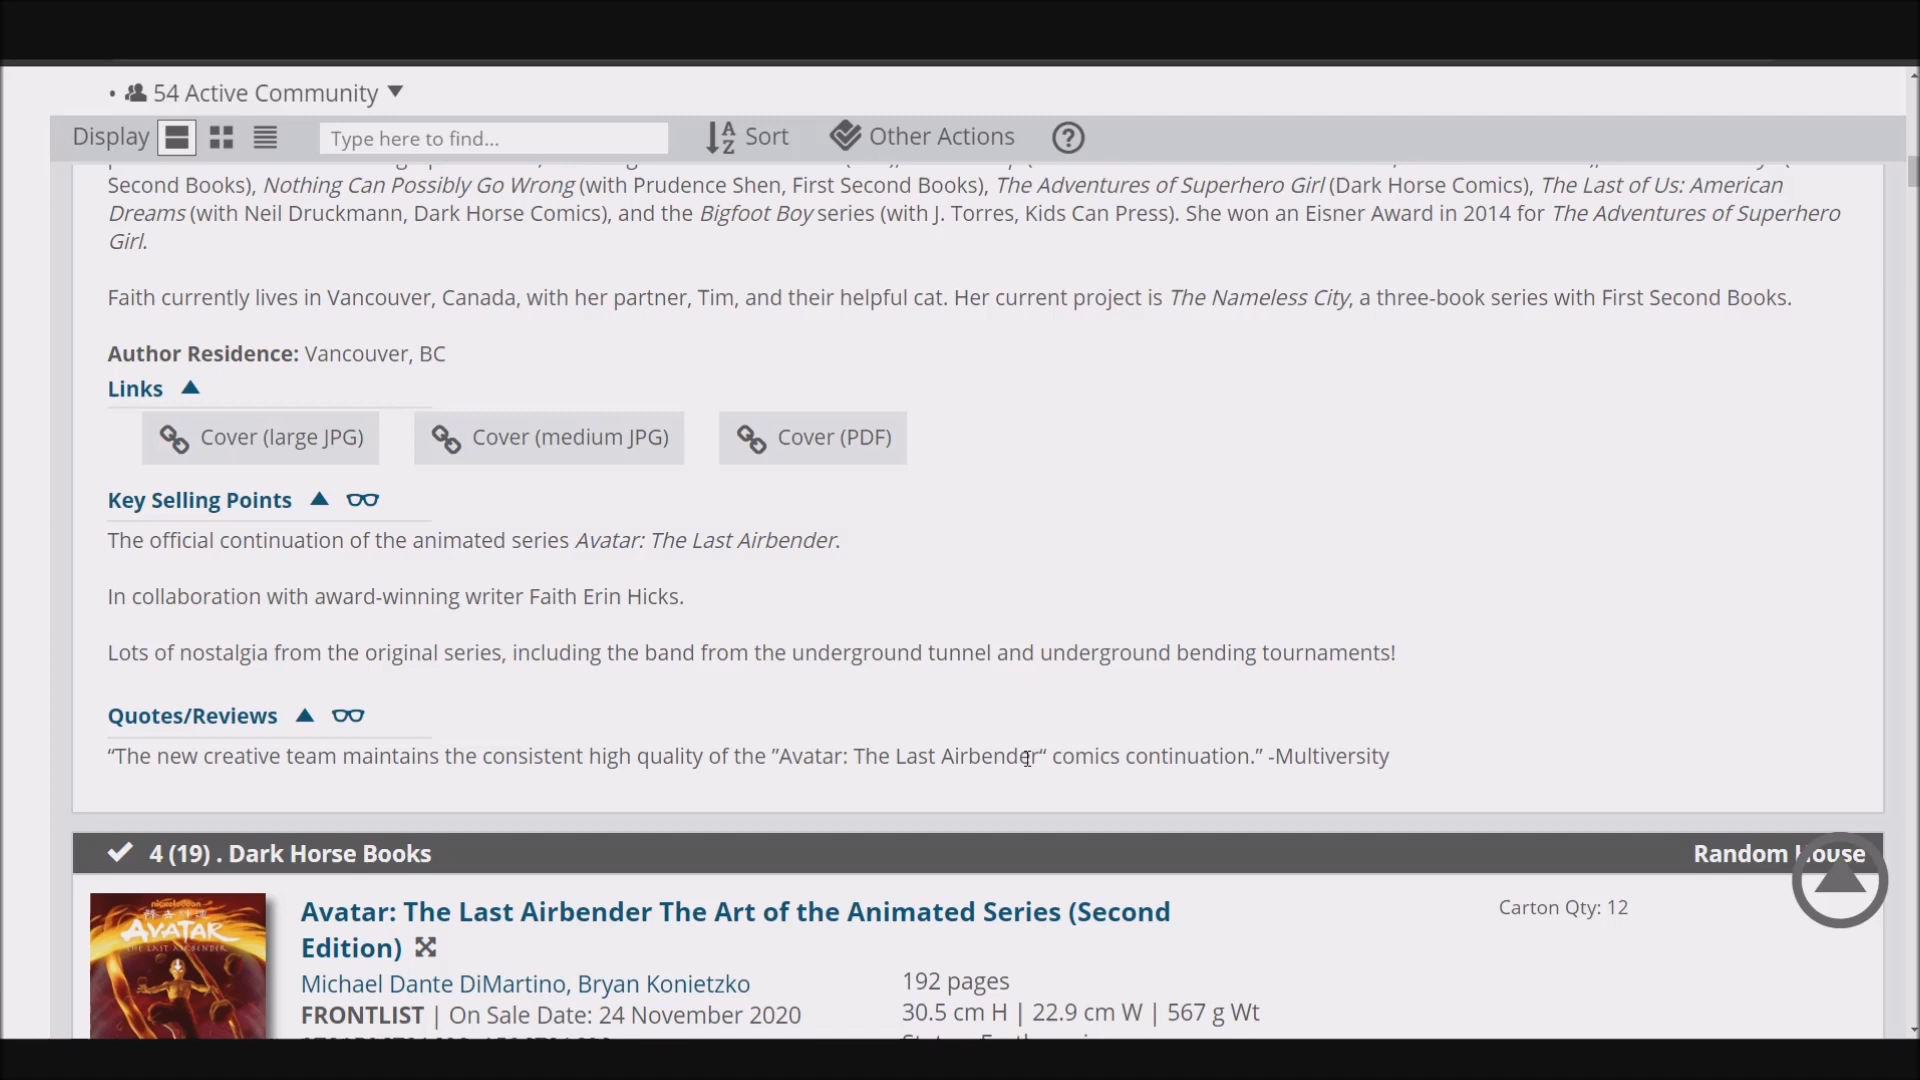 54 Active Community
Display
Type here to find...
Sort
Other Actions
Second Books), Nothing Can Possibly Go Wrong (with Prudence Shen, First Second Books), The Adventures of Superhero Girl (Dark Horse Comics), The Last of Us: American
Dreams (with Neil Druckmann, Dark Horse Comics), and the Bigfoot Boy series (with J. Torres, Kids Can Press). She won an Eisner Award in 2014 for The Adventures of Superhero
Girl.
Faith currently lives in Vancouver, Canada, with her partner, Tim, and their helpful cat. Her current project is The Nameless City, a three-book series with First Second Books.
Author Residence: Vancouver, BC
Links
Cover (large JPG)
Cover (medium JPG)
Cover (PDF)
Key Selling Points
The official continuation of the animated series Avatar: The Last Airbender.
In collaboration with award-winning writer Faith Erin Hicks.
Lots of nostalgia from the original series, including the band from the underground tunnel and underground bending tournaments!
Quotes/Reviews
“The new creative team maintains the consistent high quality of the ”Avatar: The Last Airbender“ comics continuation.” -Multiversity
4 (19) . Dark Horse Books
Random House
nickelodeon
AVATAR
THE LAST AIRBENDER
Avatar: The Last Airbender The Art of the Animated Series (Second
Edition)
Carton Qty: 12
Michael Dante DiMartino, Bryan Konietzko
192 pages
FRONTLIST | On Sale Date: 24 November 2020
30.5 cm H | 22.9 cm W | 567 g Wt